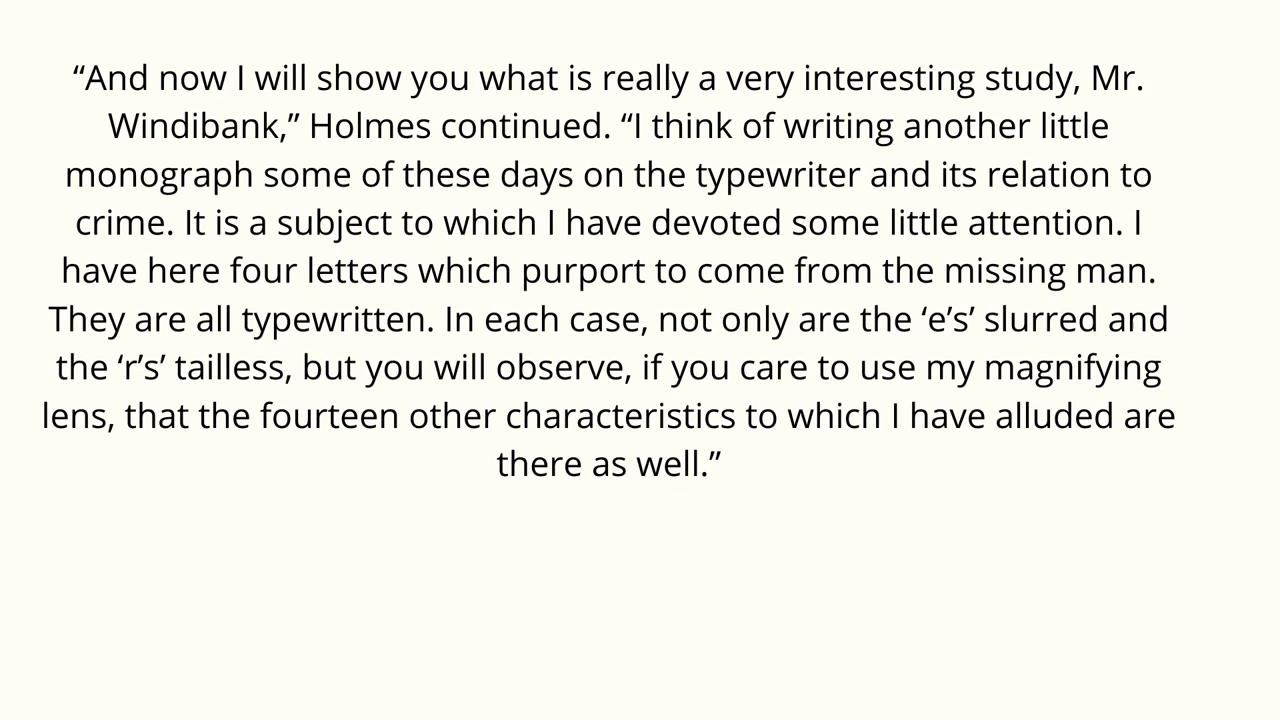 “And now I will show you what is really a very interesting study, Mr.
Windibank,” Holmes continued. “I think of writing another little
monograph some of these days on the typewriter and its relation to
crime. It is a subject to which I have devoted some little attention. I
have here four letters which purport to come from the missing man.
They are all typewritten. In each case, not only are the ‘e’s’ slurred and
the ‘r’s’ tailless, but you will observe, if you care to use my magnifying
lens, that the fourteen other characteristics to which I have alluded are
there as well.”